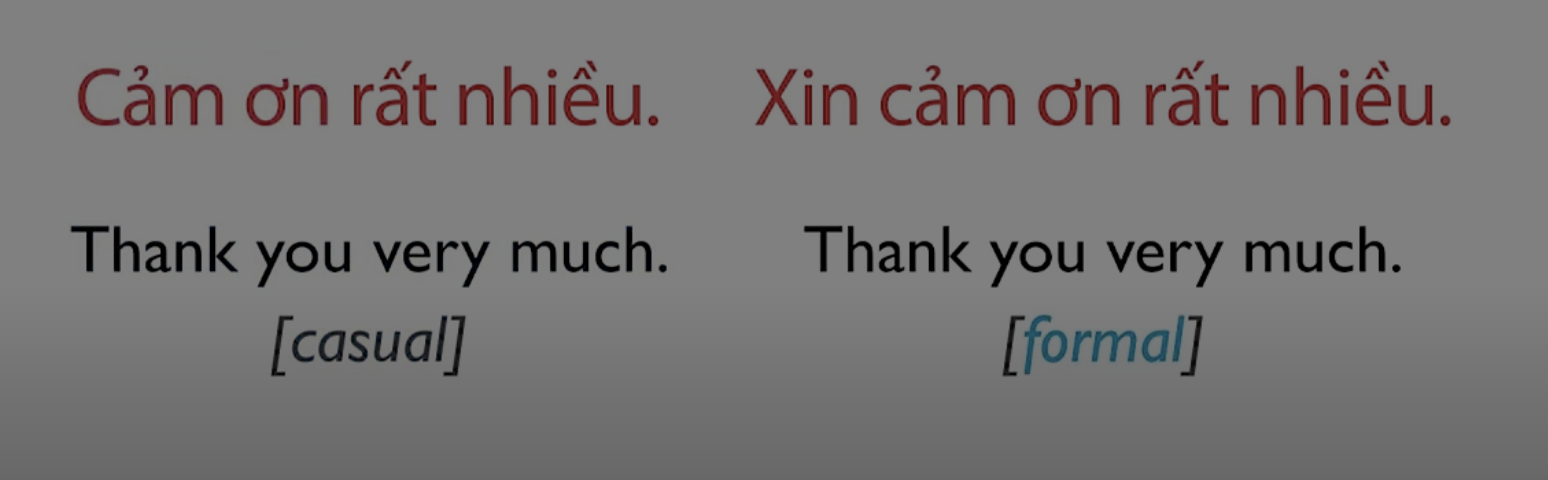 Cảm ơn rất nhiều. Xin cảm ơn rất nhiều.
Thank you very much. Thank you very much.
[casual] [formal]